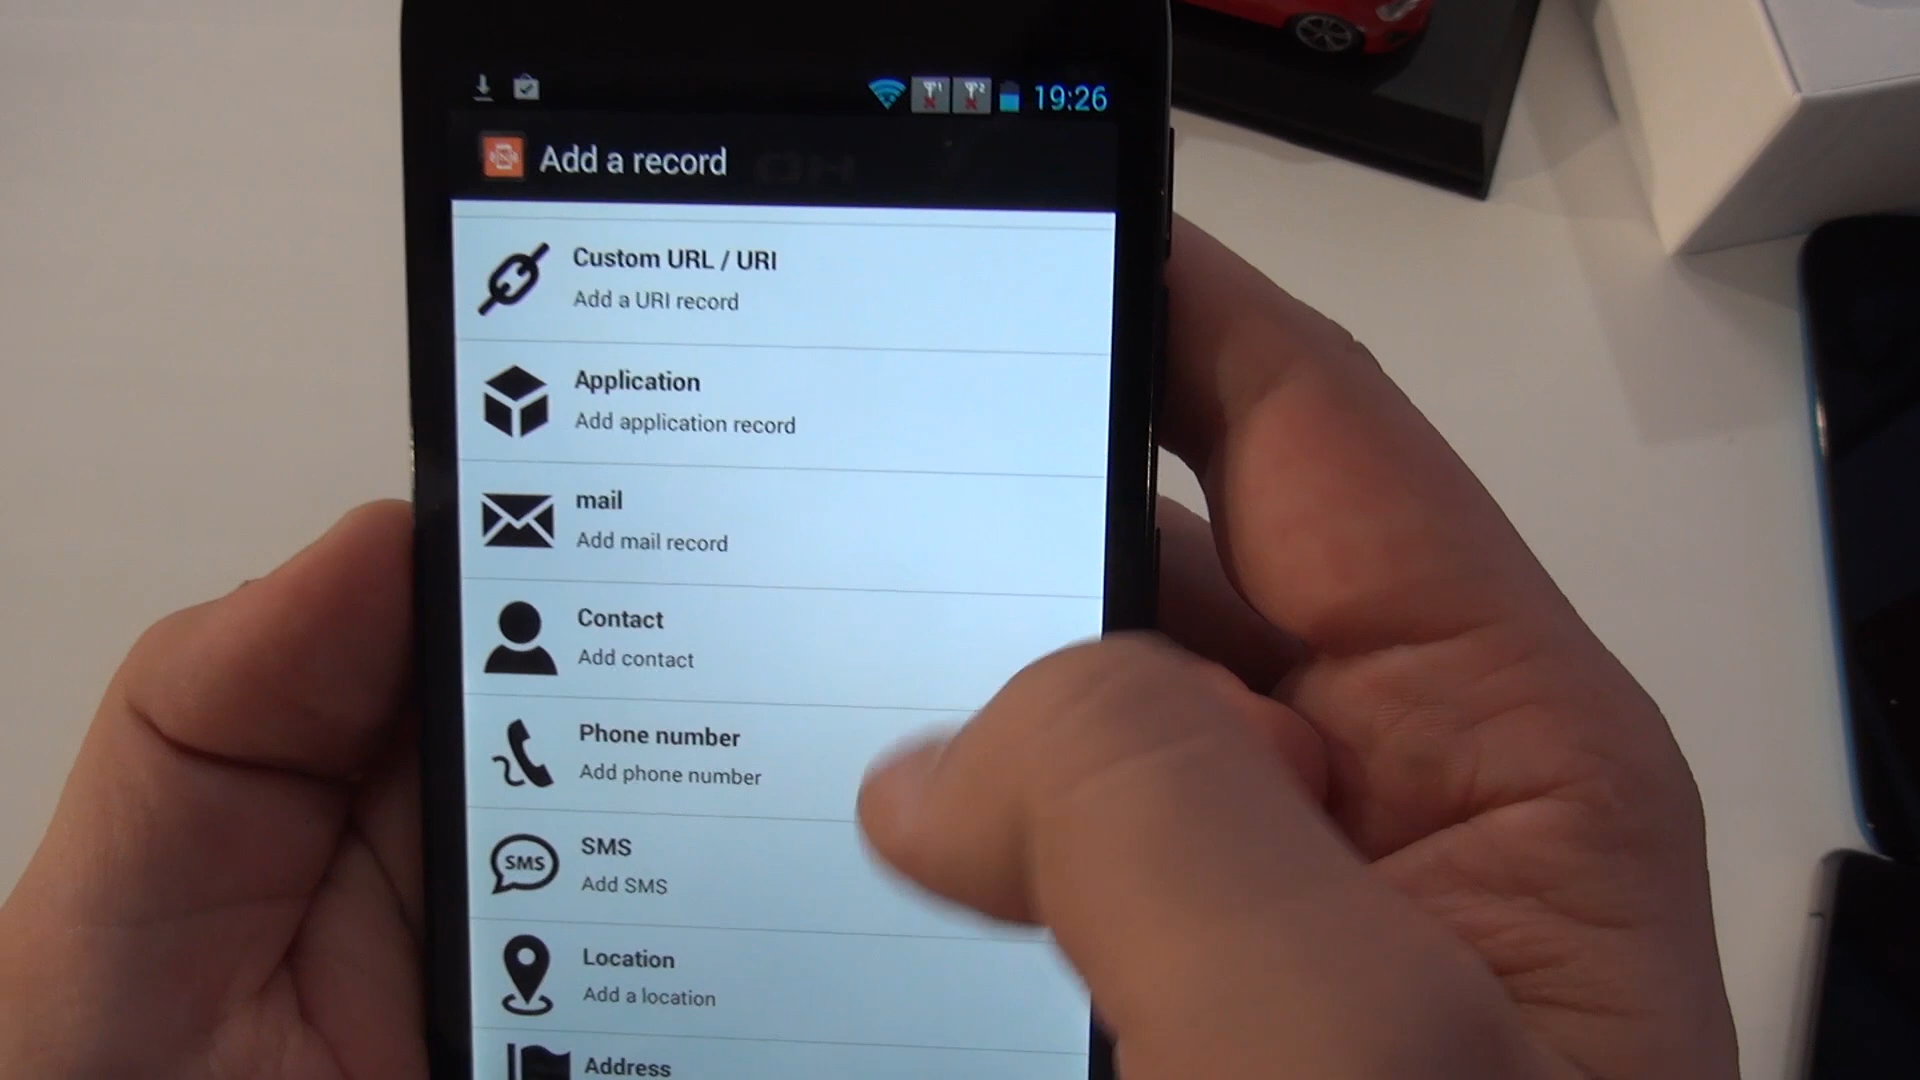 19:26
Add a record
Custom URL / URI
Add a URI record
Application
Add application record
mail
Add mail record
Contact
Add contact
Phone number
Add phone number
SMS
SMS
Add SMS
Location
Add a location
Address